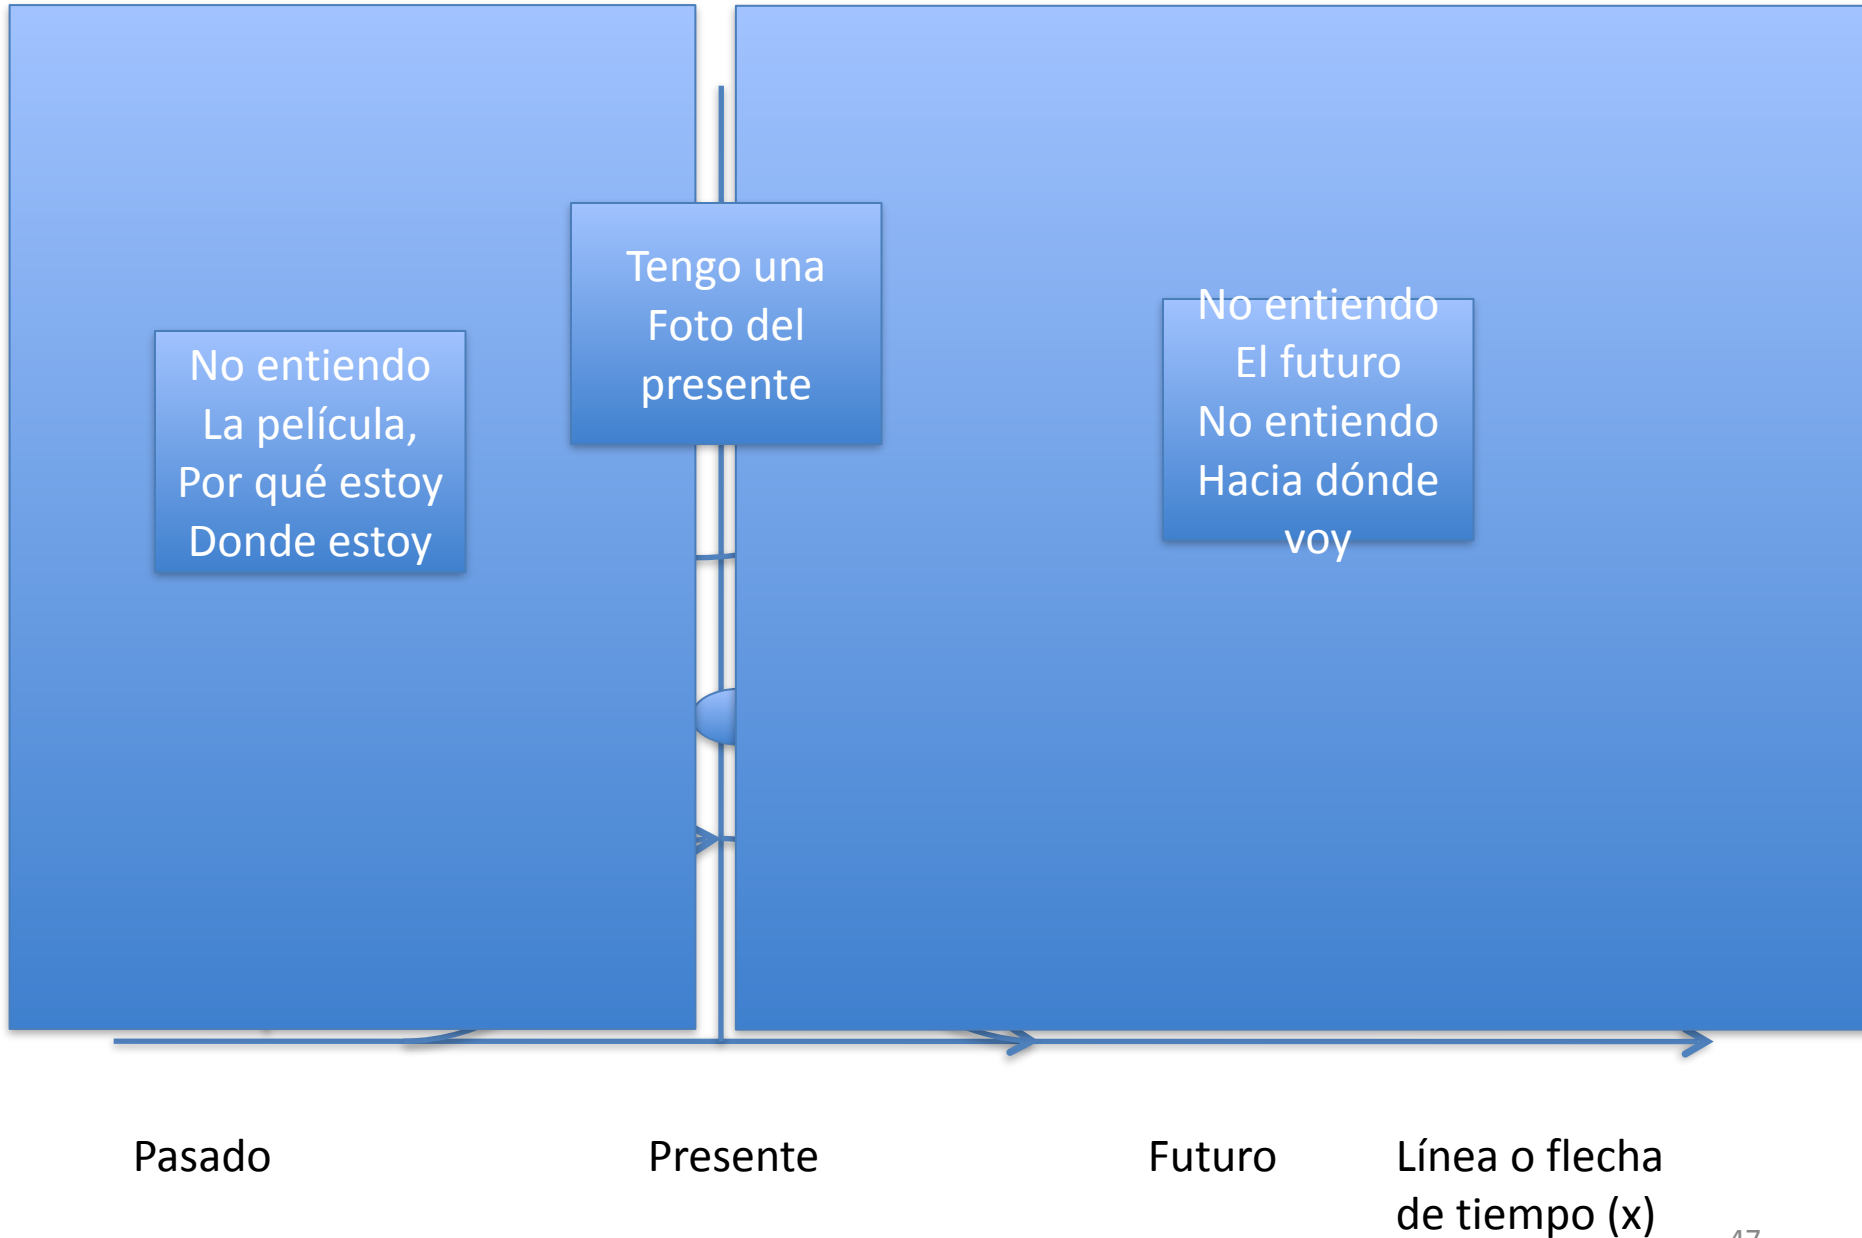 Tengo una
Foto del
presente
No entiendo
La película,
Por qué estoy
Donde estoy
No entiendo
El futuro
No entiendo
Hacia dónde
voy
Pasado
Presente
Futuro
Línea o flecha
de tiempo (x)
47